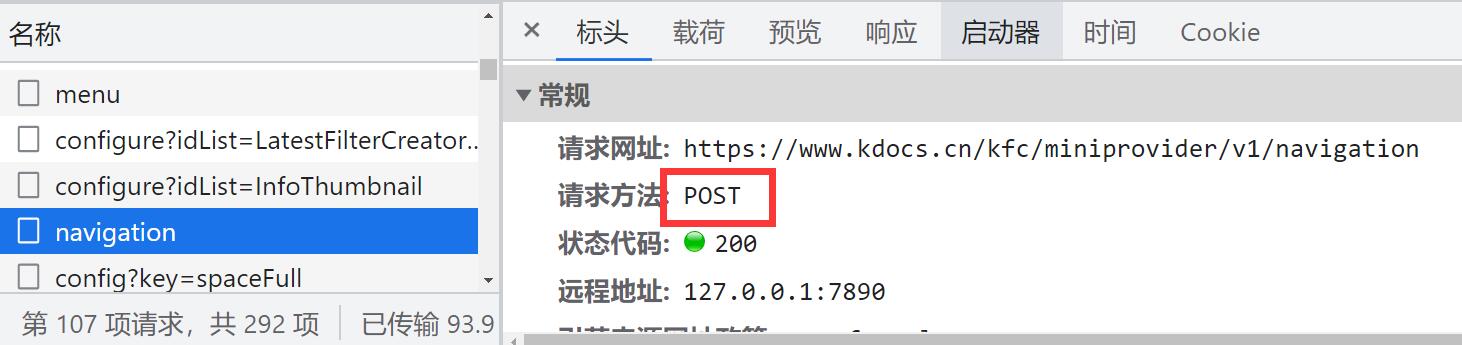 名称
menu
configure?idList=LatestFilterCreator...
configure?idList=InfoThumbnail
navigation
config?key=spaceFull
第 107 项请求，共 292 项 已传输 93.9
× 标头 载荷 预览 响应 启动器 时间 Cookie
▼常规
请求网址: https://www.kdocs.cn/kfc/miniprovider/v1/navigation
请求方法: POST
状态代码: 200
远程地址: 127.0.0.1:7890